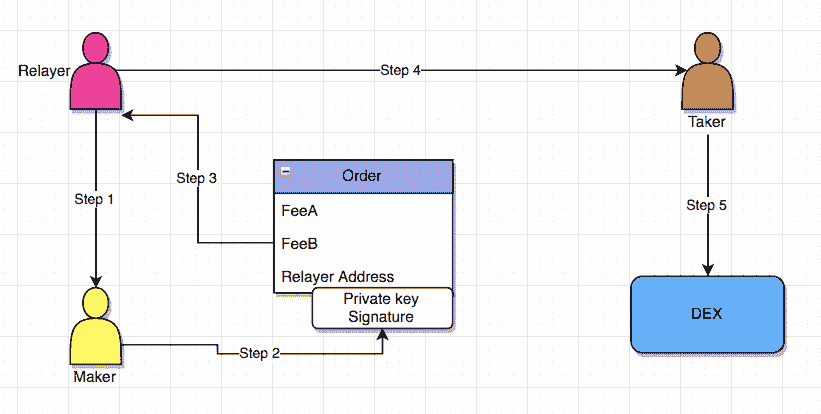 Relayer
Step 4
Taker
Step 3
Order
Step 1
FeeA
Step 5
FeeB
Relayer Address
Private key
Signature
DEX
Step 2
Maker